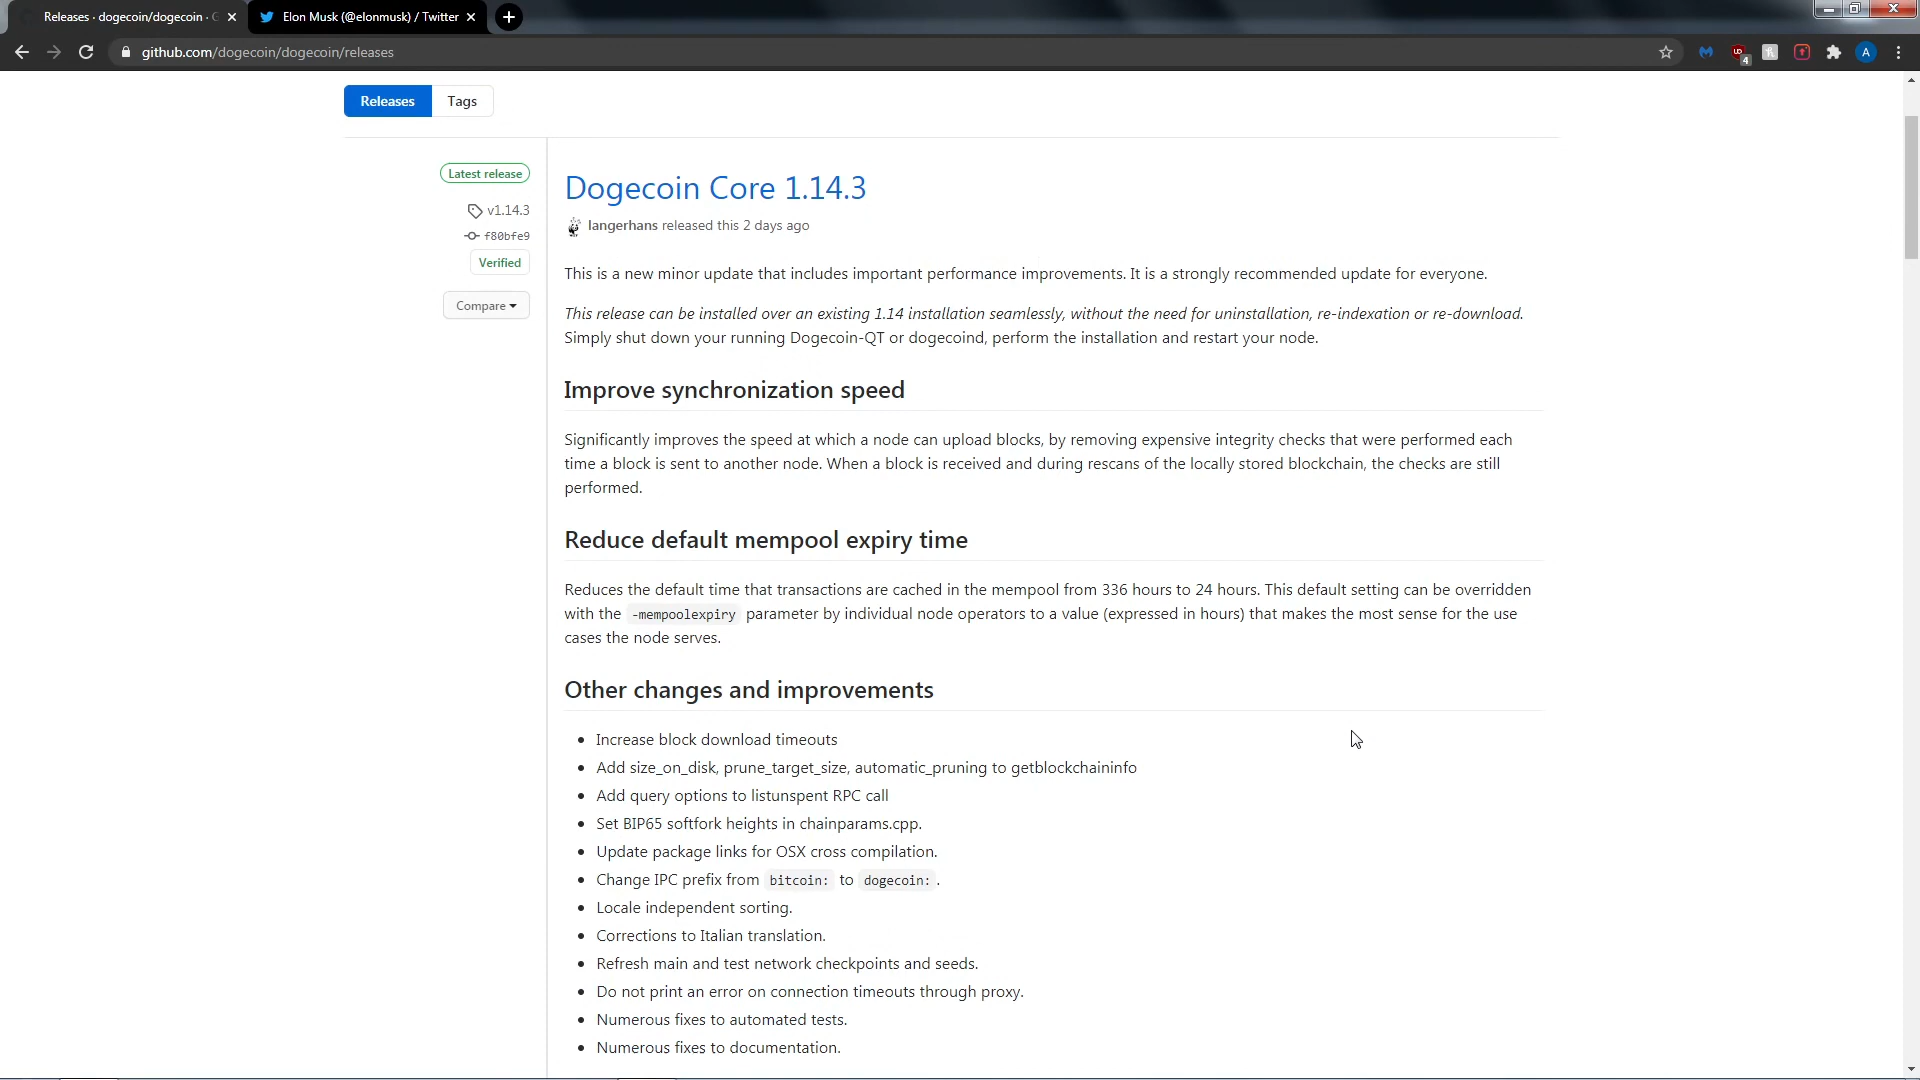 Releases · dogecoin/dogecoin ·
Elon Musk (@elonmusk) / Twitter
github.com/dogecoin/dogecoin/releases
4
A
Releases
Tags
Latest release
v1.14.3
f80bfe9
Verified
Compare
Dogecoin Core 1.14.3
langerhans released this 2 days ago
This is a new minor update that includes important performance improvements. It is a strongly recommended update for everyone.
This release can be installed over an existing 1.14 installation seamlessly, without the need for uninstallation, re-indexation or re-download.
Simply shut down your running Dogecoin-QT or dogecoind, perform the installation and restart your node.
Improve synchronization speed
Significantly improves the speed at which a node can upload blocks, by removing expensive integrity checks that were performed each
time a block is sent to another node. When a block is received and during rescans of the locally stored blockchain, the checks are still
performed.
Reduce default mempool expiry time
Reduces the default time that transactions are cached in the mempool from 336 hours to 24 hours. This default setting can be overridden
with the -mempoolexpiry parameter by individual node operators to a value (expressed in hours) that makes the most sense for the use
cases the node serves.
Other changes and improvements
• Increase block download timeouts
• Add size_on_disk, prune_target_size, automatic_pruning to getblockchaininfo
• Add query options to listunspent RPC call
• Set BIP65 softfork heights in chainparams.cpp.
• Update package links for OSX cross compilation.
• Change IPC prefix from bitcoin: to dogecoin: .
• Locale independent sorting.
• Corrections to Italian translation.
• Refresh main and test network checkpoints and seeds.
• Do not print an error on connection timeouts through proxy.
• Numerous fixes to automated tests.
• Numerous fixes to documentation.